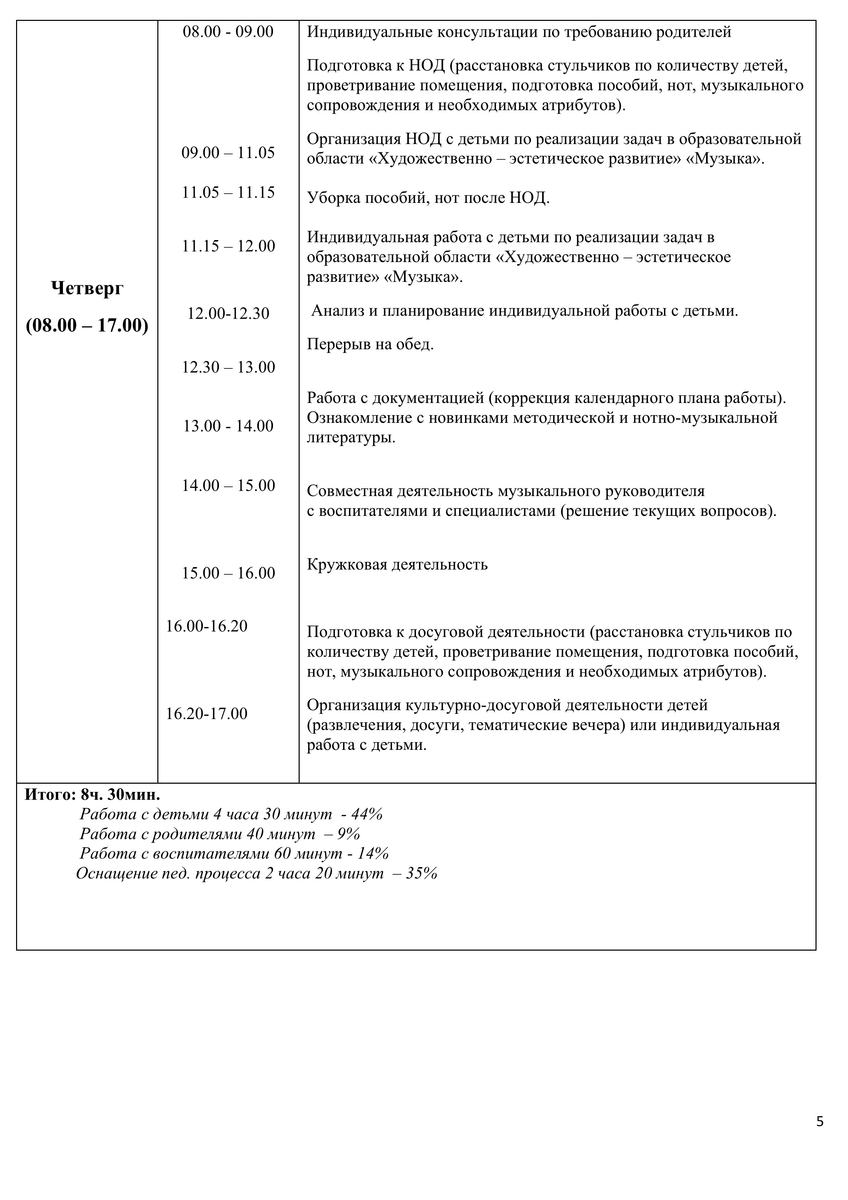 08.00 - 09.00
Индивидуальные консультации по требованию родителей
Подготовка к НОД (расстановка стульчиков по количеству детей,
проветривание помещения, подготовка пособий, нот, музыкального
сопровождения и необходимых атрибутов).
09.00 – 11.05
Организация НОД с детьми по реализации задач в образовательной
области «Художественно – эстетическое развитие» «Музыка».
11.05 – 11.15
Уборка пособий, нот после НОД.
11.15 – 12.00
Индивидуальная работа с детьми по реализации задач в
образовательной области «Художественно – эстетическое
развитие» «Музыка».
Четверг
(08.00 – 17.00)
12.00-12.30
Анализ и планирование индивидуальной работы с детьми.
Перерыв на обед.
12.30 – 13.00
Работа с документацией (коррекция календарного плана работы).
Ознакомление с новинками методической и нотно-музыкальной
литературы.
13.00 - 14.00
14.00 – 15.00
Совместная деятельность музыкального руководителя
с воспитателями и специалистами (решение текущих вопросов).
Кружковая деятельность
15.00 – 16.00
16.00-16.20
Подготовка к досуговой деятельности (расстановка стульчиков по
количеству детей, проветривание помещения, подготовка пособий,
нот, музыкального сопровождения и необходимых атрибутов).
16.20-17.00
Организация культурно-досуговой деятельности детей
(развлечения, досуги, тематические вечера) или индивидуальная
работа с детьми.
Итого: 8ч. 30мин.
Работа с детьми 4 часа 30 минут - 44%
Работа с родителями 40 минут – 9%
Работа с воспитателями 60 минут - 14%
Оснащение пед. процесса 2 часа 20 минут – 35%
5